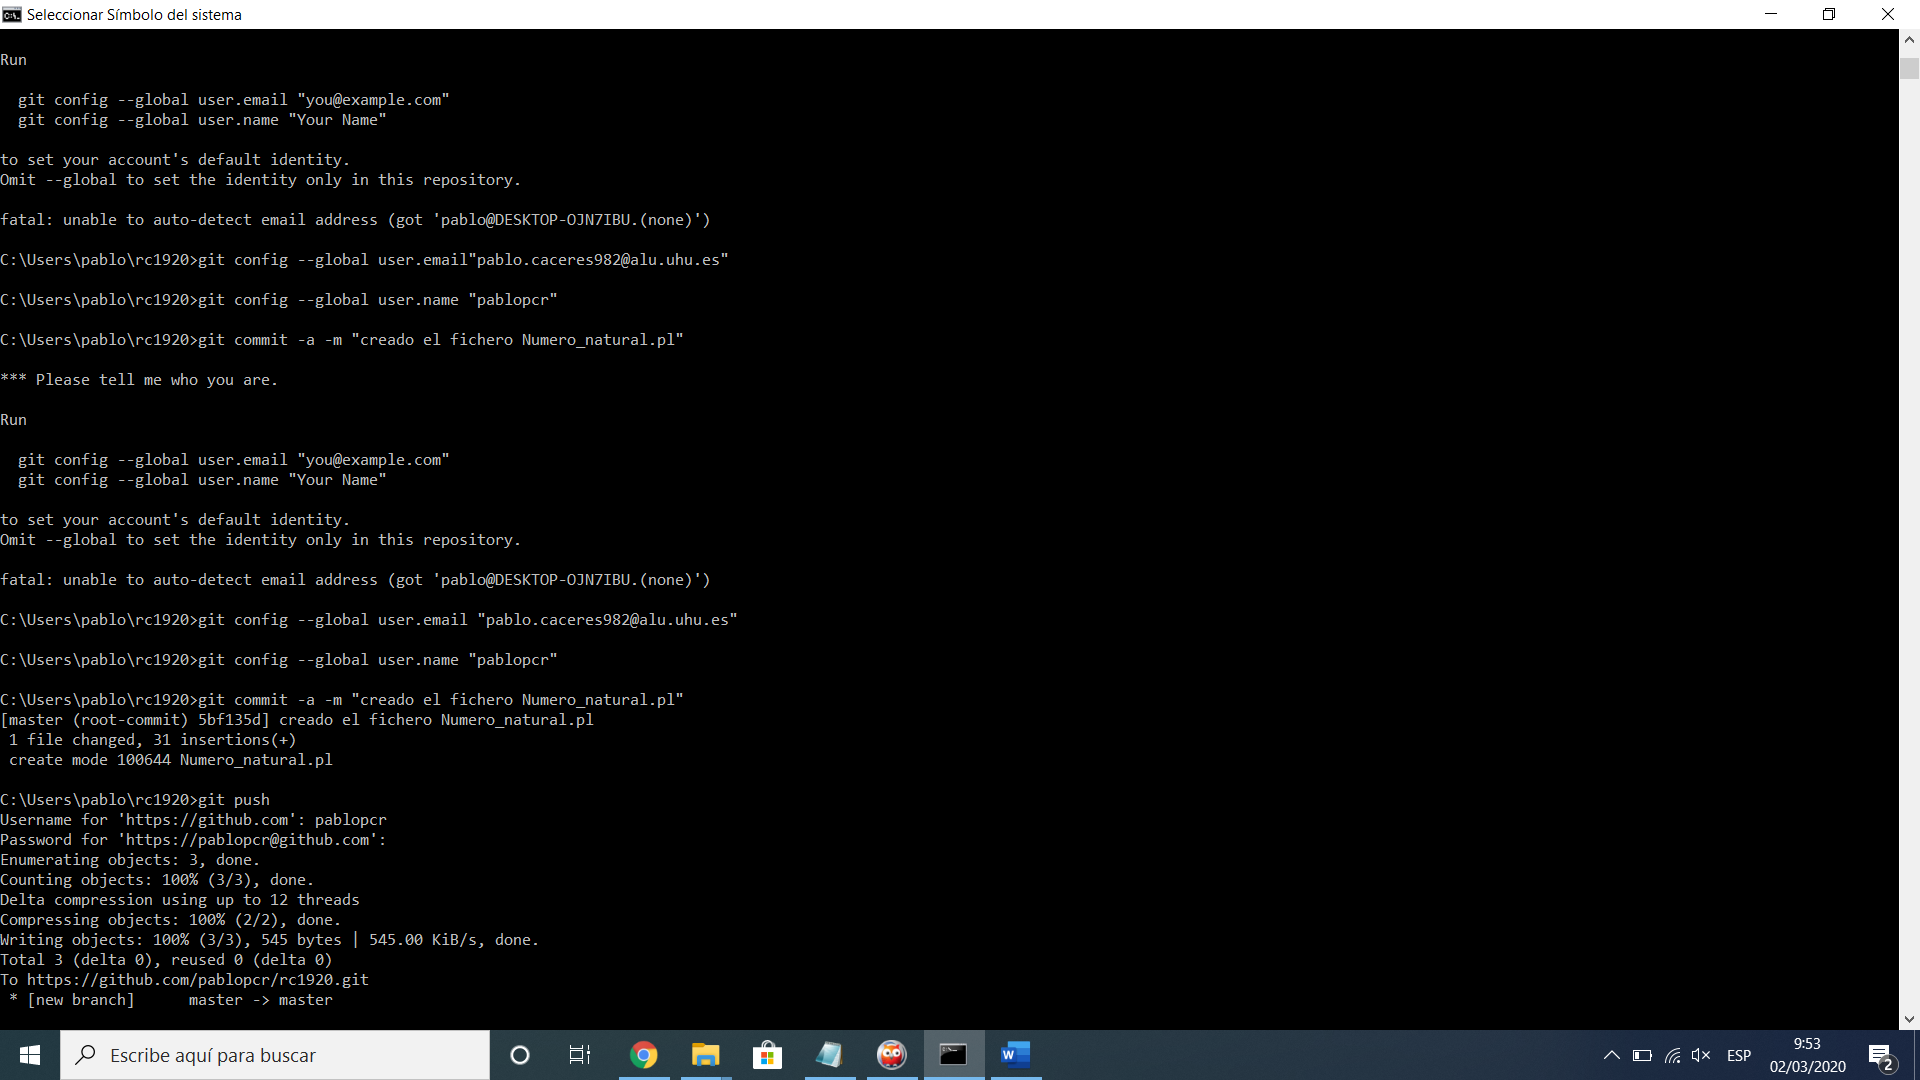 Seleccionar Símbolo del sistema
Run
git config --global user.email "you@example.com"
git config --global user.name "Your Name"
to set your account's default identity.
Omit --global to set the identity only in this repository.
fatal: unable to auto-detect email address (got 'pablo@DESKTOP-OJN7IBU.(none)')
C:\Users\pablo\rc1920>git config --global user.email"pablo.caceres982@alu.uhu.es"
C:\Users\pablo\rc1920>git config --global user.name "pablopcr"
C:\Users\pablo\rc1920>git commit -a -m "creado el fichero Numero_natural.pl"
*** Please tell me who you are.
Run
git config --global user.email "you@example.com"
git config --global user.name "Your Name"
to set your account's default identity.
Omit --global to set the identity only in this repository.
fatal: unable to auto-detect email address (got 'pablo@DESKTOP-OJN7IBU.(none)')
C:\Users\pablo\rc1920>git config --global user.email "pablo.caceres982@alu.uhu.es"
C:\Users\pablo\rc1920>git config --global user.name "pablopcr"
C:\Users\pablo\rc1920>git commit -a -m "creado el fichero Numero_natural.pl"
[master (root-commit) 5bf135d] creado el fichero Numero_natural.pl
1 file changed, 31 insertions(+)
create mode 100644 Numero_natural.pl
C:\Users\pablo\rc1920>git push
Username for 'https://github.com': pablopcr
Password for 'https://pablopcr@github.com':
Enumerating objects: 3, done.
Counting objects: 100% (3/3), done.
Delta compression using up to 12 threads
Compressing objects: 100% (2/2), done.
Writing objects: 100% (3/3), 545 bytes | 545.00 KiB/s, done.
Total 3 (delta 0), reused 0 (delta 0)
To https://github.com/pablopcr/rc1920.git
* [new branch]      master -> master
Escribe aquí para buscar
ESP
9:53
02/03/2020
2